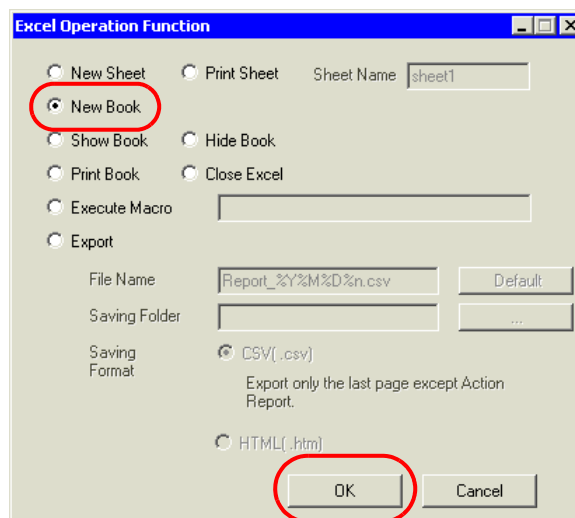 Excel Operation Function
New Sheet Print Sheet Sheet Name sheet1
New Book
Show Book Hide Book
Print Book Close Excel
Execute Macro
Export
File Name Report_%Y%M%D%n.csv Default
Saving Folder ...
Saving Format CSV( .csv)
Export only the last page except Action
Report.
HTML( .htm)
OK Cancel